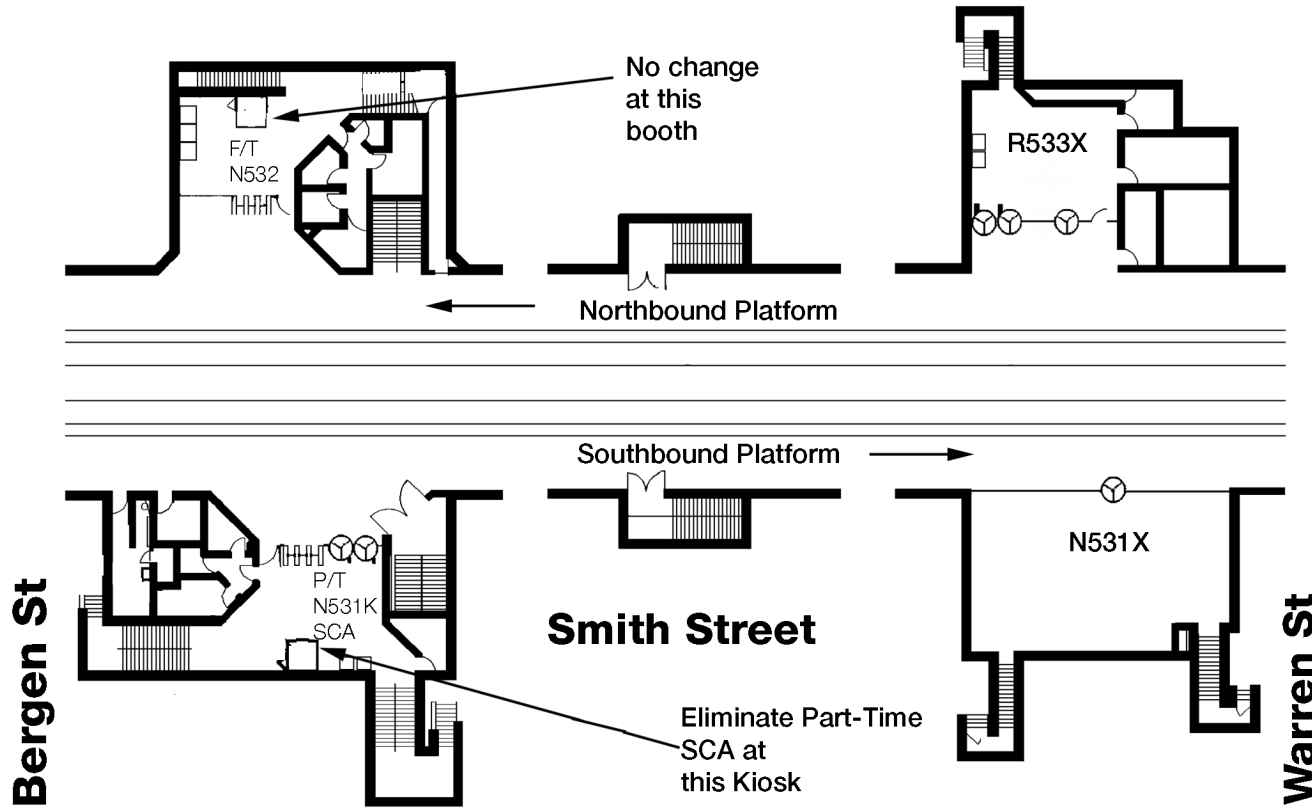 No change
at this
booth
F/T
N532
R533X
Northbound Platform
Southbound Platform
P/T
N531K
SCA
N531X
Smith Street
Eliminate Part-Time
SCA at
this Kiosk
Bergen St
Warren St